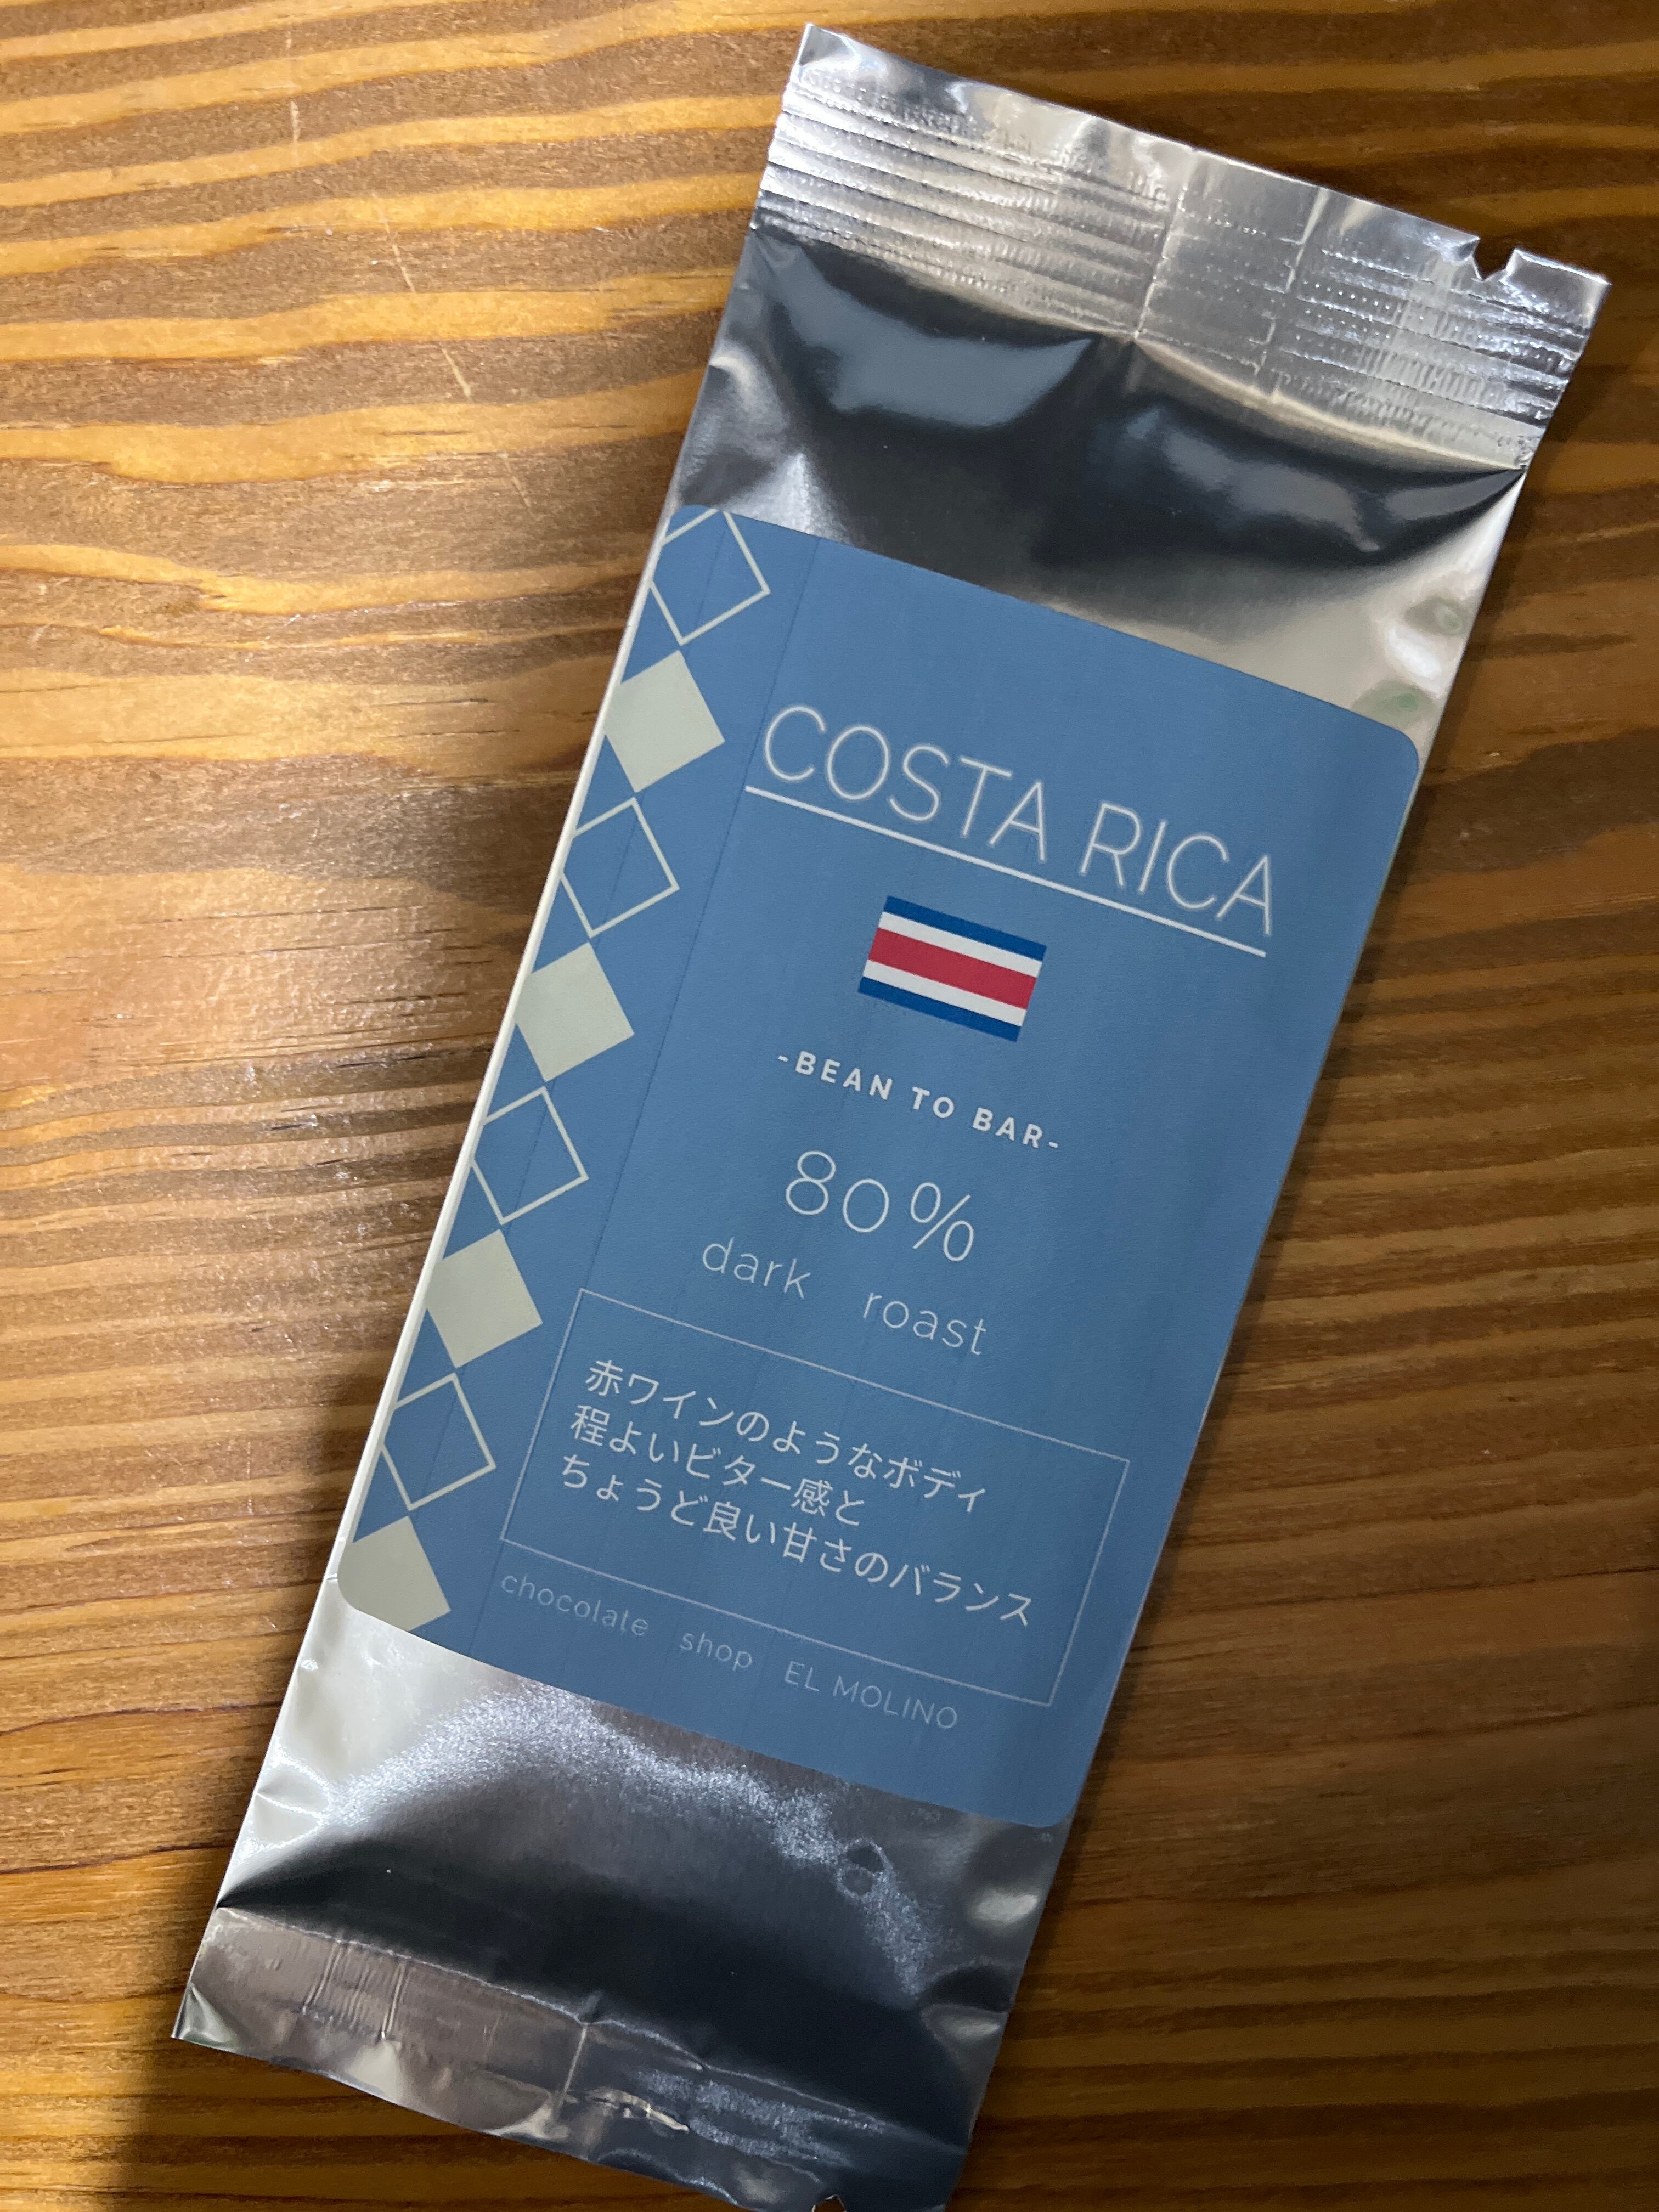 COSTA RICA
-BEAN TO BAR-
80%
dark roast
赤ワインのようなボディ
程よいビター感と
ちょうど良い甘さのバランス
chocolate shop EL MOLINO